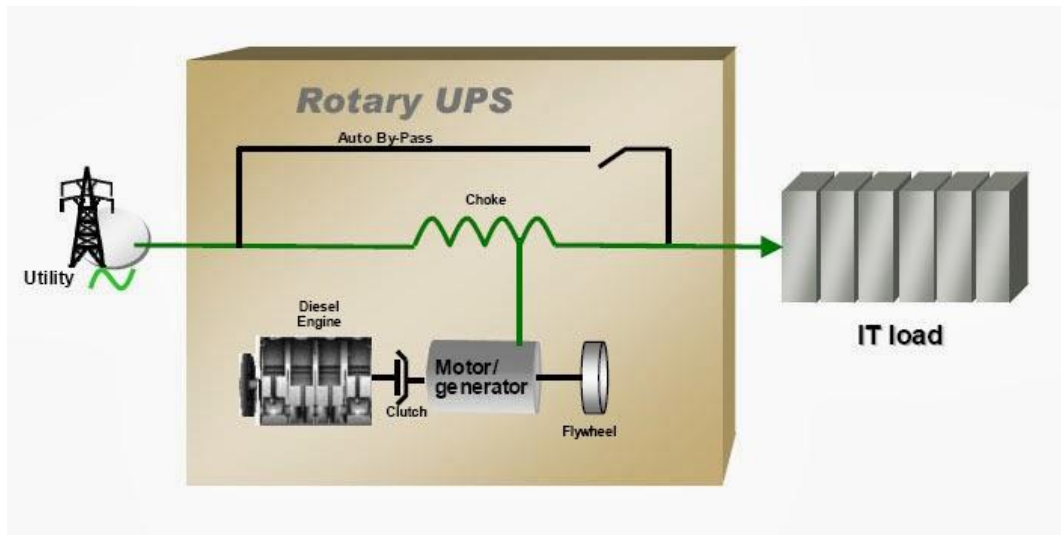 Rotary UPS
Auto By-Pass
Choke
Utility
Diesel
Engine
Motor/
generator
Clutch
Flywheel
IT load